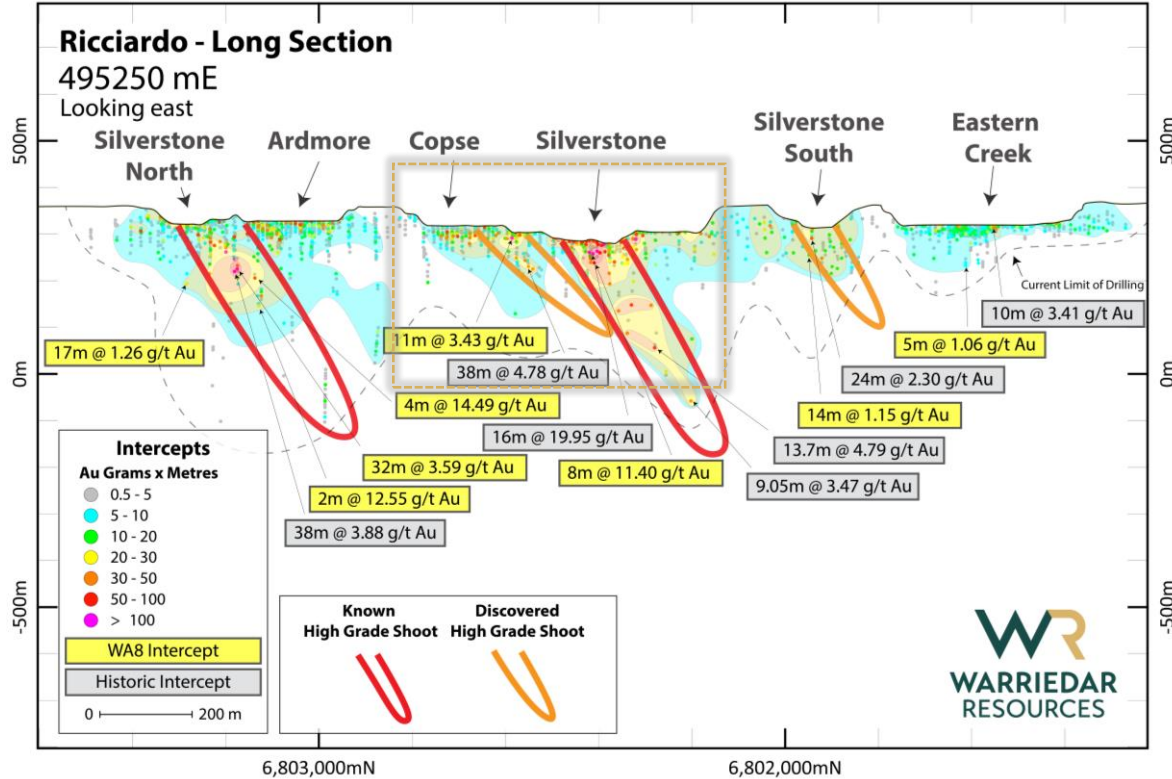 Ricciardo - Long Section
495250 mE
Looking east
Silverstone
North
Ardmore
Copse
Silverstone
Silverstone
South
Eastern
Creek
500m
500m
0m
0m
-500m
-500m
Current Limit of Drilling
17m @ 1.26 g/t Au
11m @ 3.43 g/t Au
38m @ 4.78 g/t Au
4m @ 14.49 g/t Au
16m @ 19.95 g/t Au
32m @ 3.59 g/t Au
8m @ 11.40 g/t Au
2m @ 12.55 g/t Au
38m @ 3.88 g/t Au
10m @ 3.41 g/t Au
5m @ 1.06 g/t Au
24m @ 2.30 g/t Au
14m @ 1.15 g/t Au
13.7m @ 4.79 g/t Au
9.05m @ 3.47 g/t Au
Intercepts
Au Grams x Metres
0.5 - 5
5 - 10
10 - 20
20 - 30
30 - 50
50 - 100
> 100
WA8 Intercept
Historic Intercept
0 200 m
Known
High Grade Shoot
Discovered
High Grade Shoot
WR
WARRIEDAR
RESOURCES
6,803,000mN
6,802,000mN